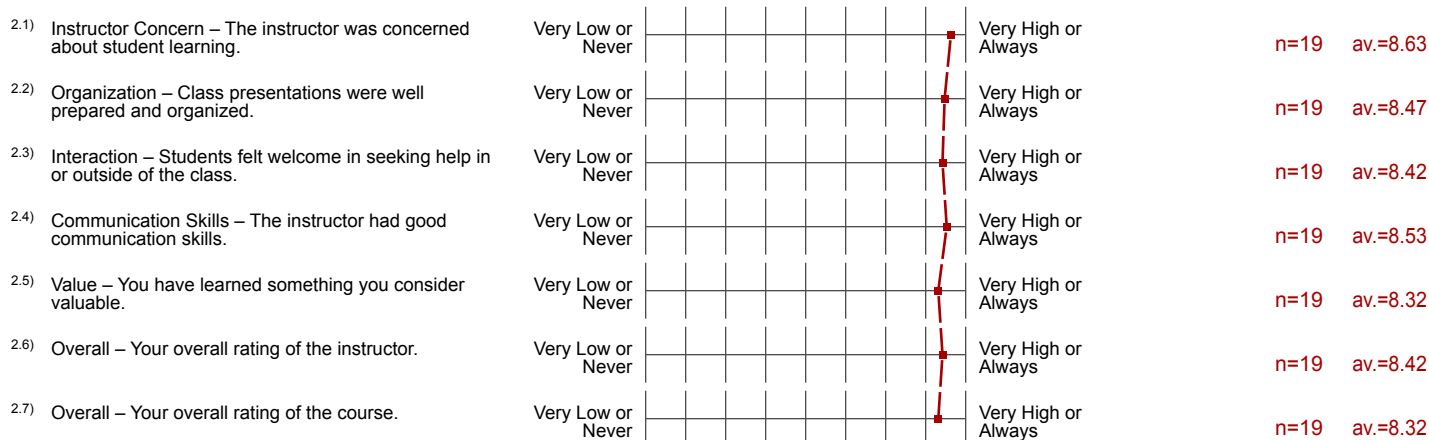 2.1) Instructor Concern – The instructor was concerned about student learning. Very Low or Never Very High or Always n=19 av.=8.63
2.2) Organization – Class presentations were well prepared and organized. Very Low or Never Very High or Always n=19 av.=8.47
2.3) Interaction – Students felt welcome in seeking help in or outside of the class. Very Low or Never Very High or Always n=19 av.=8.42
2.4) Communication Skills – The instructor had good communication skills. Very Low or Never Very High or Always n=19 av.=8.53
2.5) Value – You have learned something you consider valuable. Very Low or Never Very High or Always n=19 av.=8.32
2.6) Overall – Your overall rating of the instructor. Very Low or Never Very High or Always n=19 av.=8.42
2.7) Overall – Your overall rating of the course. Very Low or Never Very High or Always n=19 av.=8.32